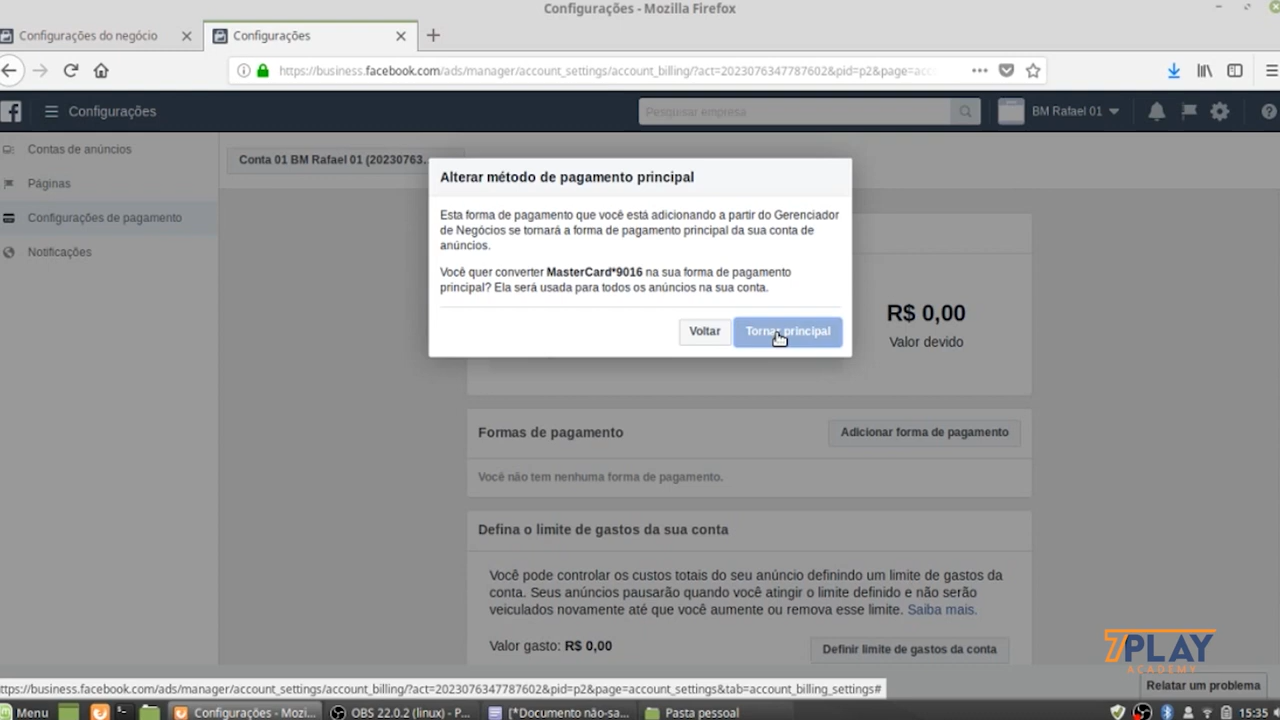 Configurações - Mozilla Firefox
Configurações do negócio
Configurações
https://business.facebook.com/ads/manager/account_settings/account_billing/?act=2023076347787602&pid=p2&page=acc
Configurações
Pesquisar empresa
BM Rafael 01
Contas de anúncios
Páginas
Configurações de pagamento
Notificações
Conta 01 BM Rafael 01 (20230763...
Alterar método de pagamento principal
Esta forma de pagamento que você está adicionando a partir do Gerenciador
de Negócios se tornará a forma de pagamento principal da sua conta de
anúncios.
Você quer converter MasterCard*9016 na sua forma de pagamento
principal? Ela será usada para todos os anúncios na sua conta.
Voltar
Tornar principal
R$ 0,00
Valor devido
Formas de pagamento
Adicionar forma de pagamento
Você não tem nenhuma forma de pagamento.
Defina o limite de gastos da sua conta
Você pode controlar os custos totais do seu anúncio definindo um limite de gastos da
conta. Seus anúncios pausarão quando você atingir o limite definido e não serão
veiculados novamente até que você aumente ou remova esse limite. Saiba mais.
Valor gasto: R$ 0,00
Definir limite de gastos da conta
7PLAY
ACADEMY
Relatar um problema
ttps://business.facebook.com/ads/manager/account_settings/account_billing/?act=2023076347787602&pid=p2&page=account_settings&tab=account_billing_settings#
Menu
Configurações - Mozi...
OBS 22.0.2 (linux) - P...
[*Documento não-sa...
Pasta pessoal
15:35